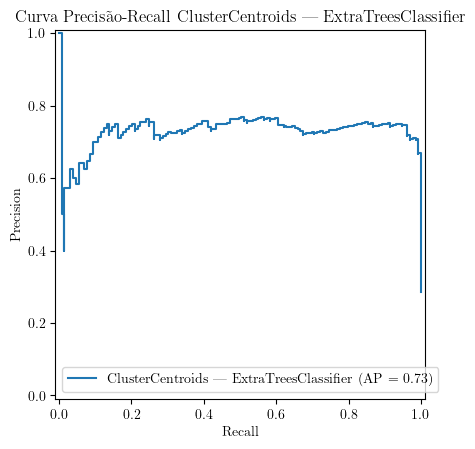 Curva Precisão-Recall ClusterCentroids — ExtraTreesClassifier
1.0
0.8
0.6
0.4
0.2
0.0
Precision
ClusterCentroids — ExtraTreesClassifier (AP = 0.73)
0.0 0.2 0.4 0.6 0.8 1.0
Recall